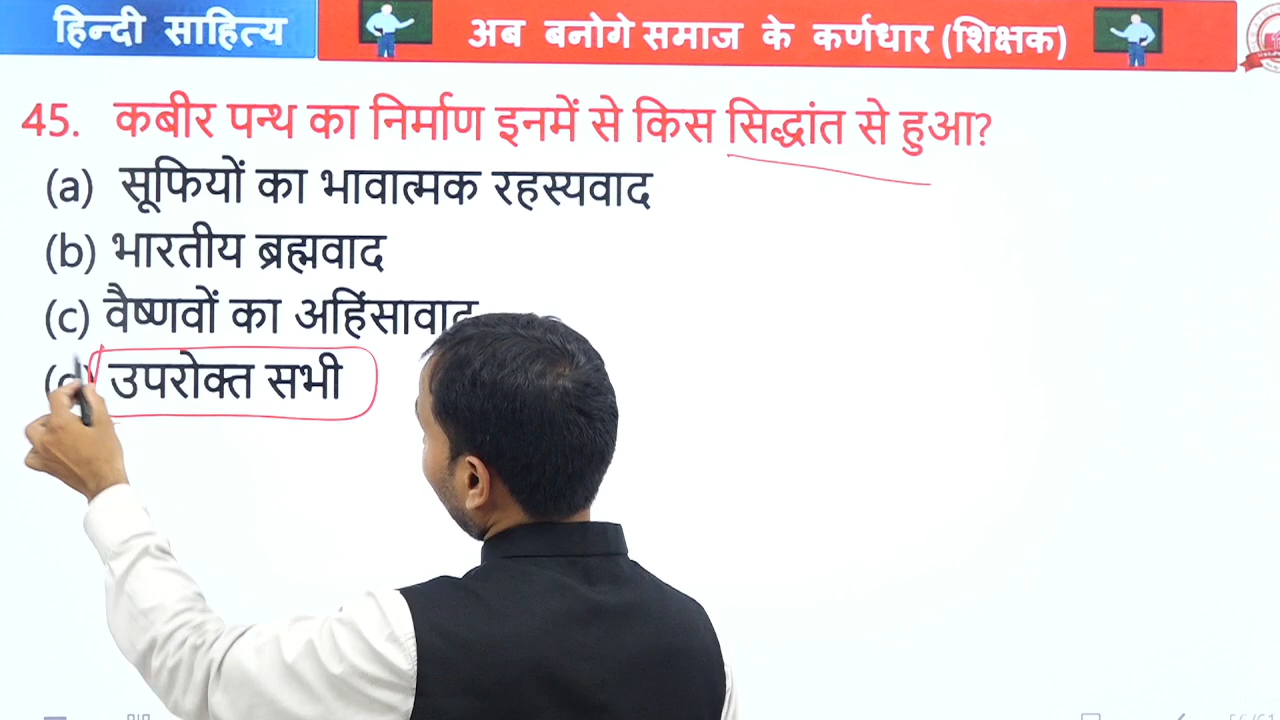 हिन्दी साहित्य
अब बनोगे समाज के कर्णधार (शिक्षक)
45. कबीर पन्थ का निर्माण इनमें से किस सिद्धांत से हुआ?
(a) सूफियों का भावात्मक रहस्यवाद
(b) भारतीय ब्रह्मवाद
(c) वैष्णवों का अहिंसावाद
(d) उपरोक्त सभी